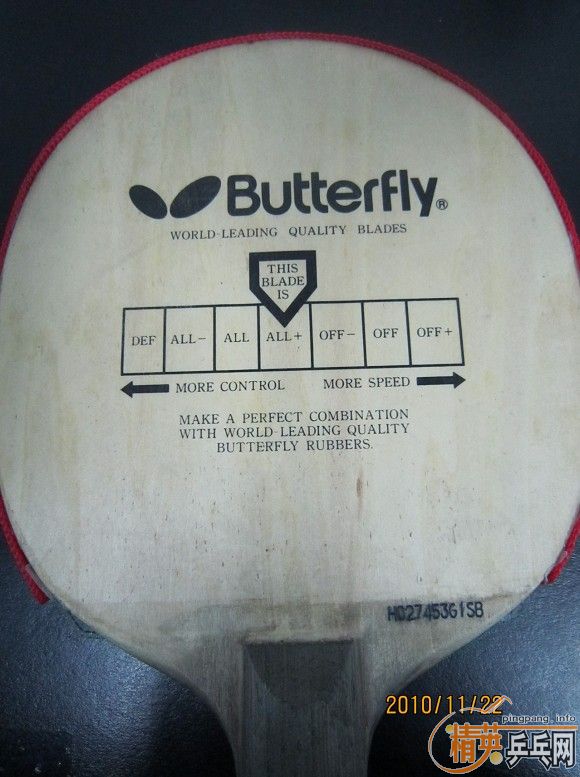 Butterfly®
WORLD-LEADING QUALITY BLADES
THIS
BLADE
IS
DEF ALL- ALL ALL+ OFF- OFF OFF+
MORE CONTROL MORE SPEED
MAKE A PERFECT COMBINATION
WITH WORLD-LEADING QUALITY
BUTTERFLY RUBBERS.
2010/11/22
pingpang.info
精英乒乓网